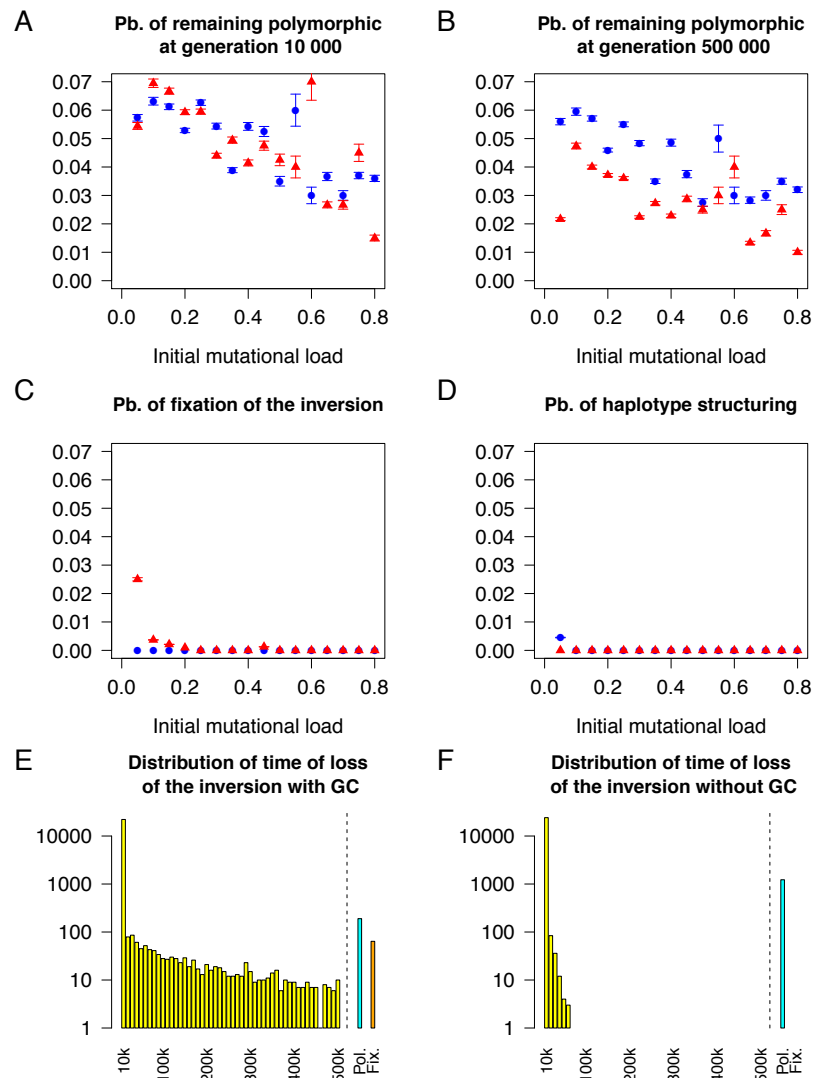 A
Pb. of remaining polymorphic
at generation 10 000
0.07
0.06
0.05
0.04
0.03
0.02
0.01
0.00
0.0 0.2 0.4 0.6 0.8
Initial mutational load
B
Pb. of remaining polymorphic
at generation 500 000
0.07
0.06
0.05
0.04
0.03
0.02
0.01
0.00
0.0 0.2 0.4 0.6 0.8
Initial mutational load
C
Pb. of fixation of the inversion
0.07
0.06
0.05
0.04
0.03
0.02
0.01
0.00
0.0 0.2 0.4 0.6 0.8
Initial mutational load
D
Pb. of haplotype structuring
0.07
0.06
0.05
0.04
0.03
0.02
0.01
0.00
0.0 0.2 0.4 0.6 0.8
Initial mutational load
E
Distribution of time of loss
of the inversion with GC
10000
1000
100
10
1
10k 100k 200k 300k 400k 500k Pol. Fix.
F
Distribution of time of loss
of the inversion without GC
10000
1000
100
10
1
10k 100k 200k 300k 400k 500k Pol. Fix.